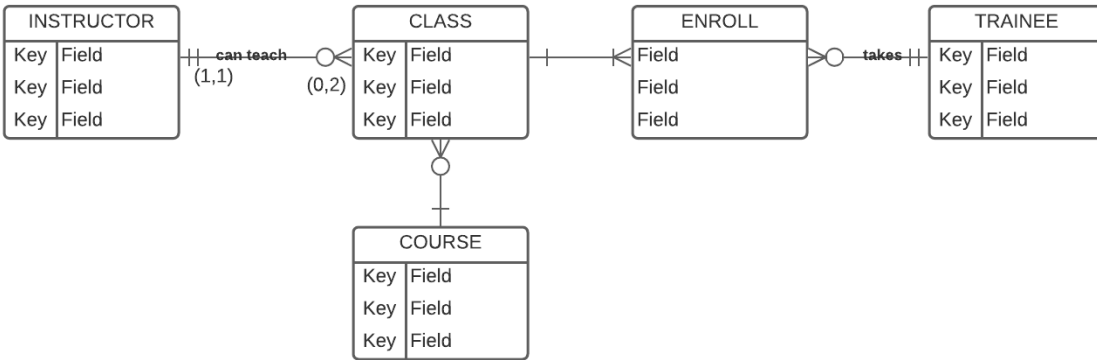 INSTRUCTOR
Key Field
Key Field
Key Field
can teach
(1,1)
(0,2)
CLASS
Key Field
Key Field
Key Field
ENROLL
Field
Field
Field
takes
TRAINEE
Key Field
Key Field
Key Field
COURSE
Key Field
Key Field
Key Field